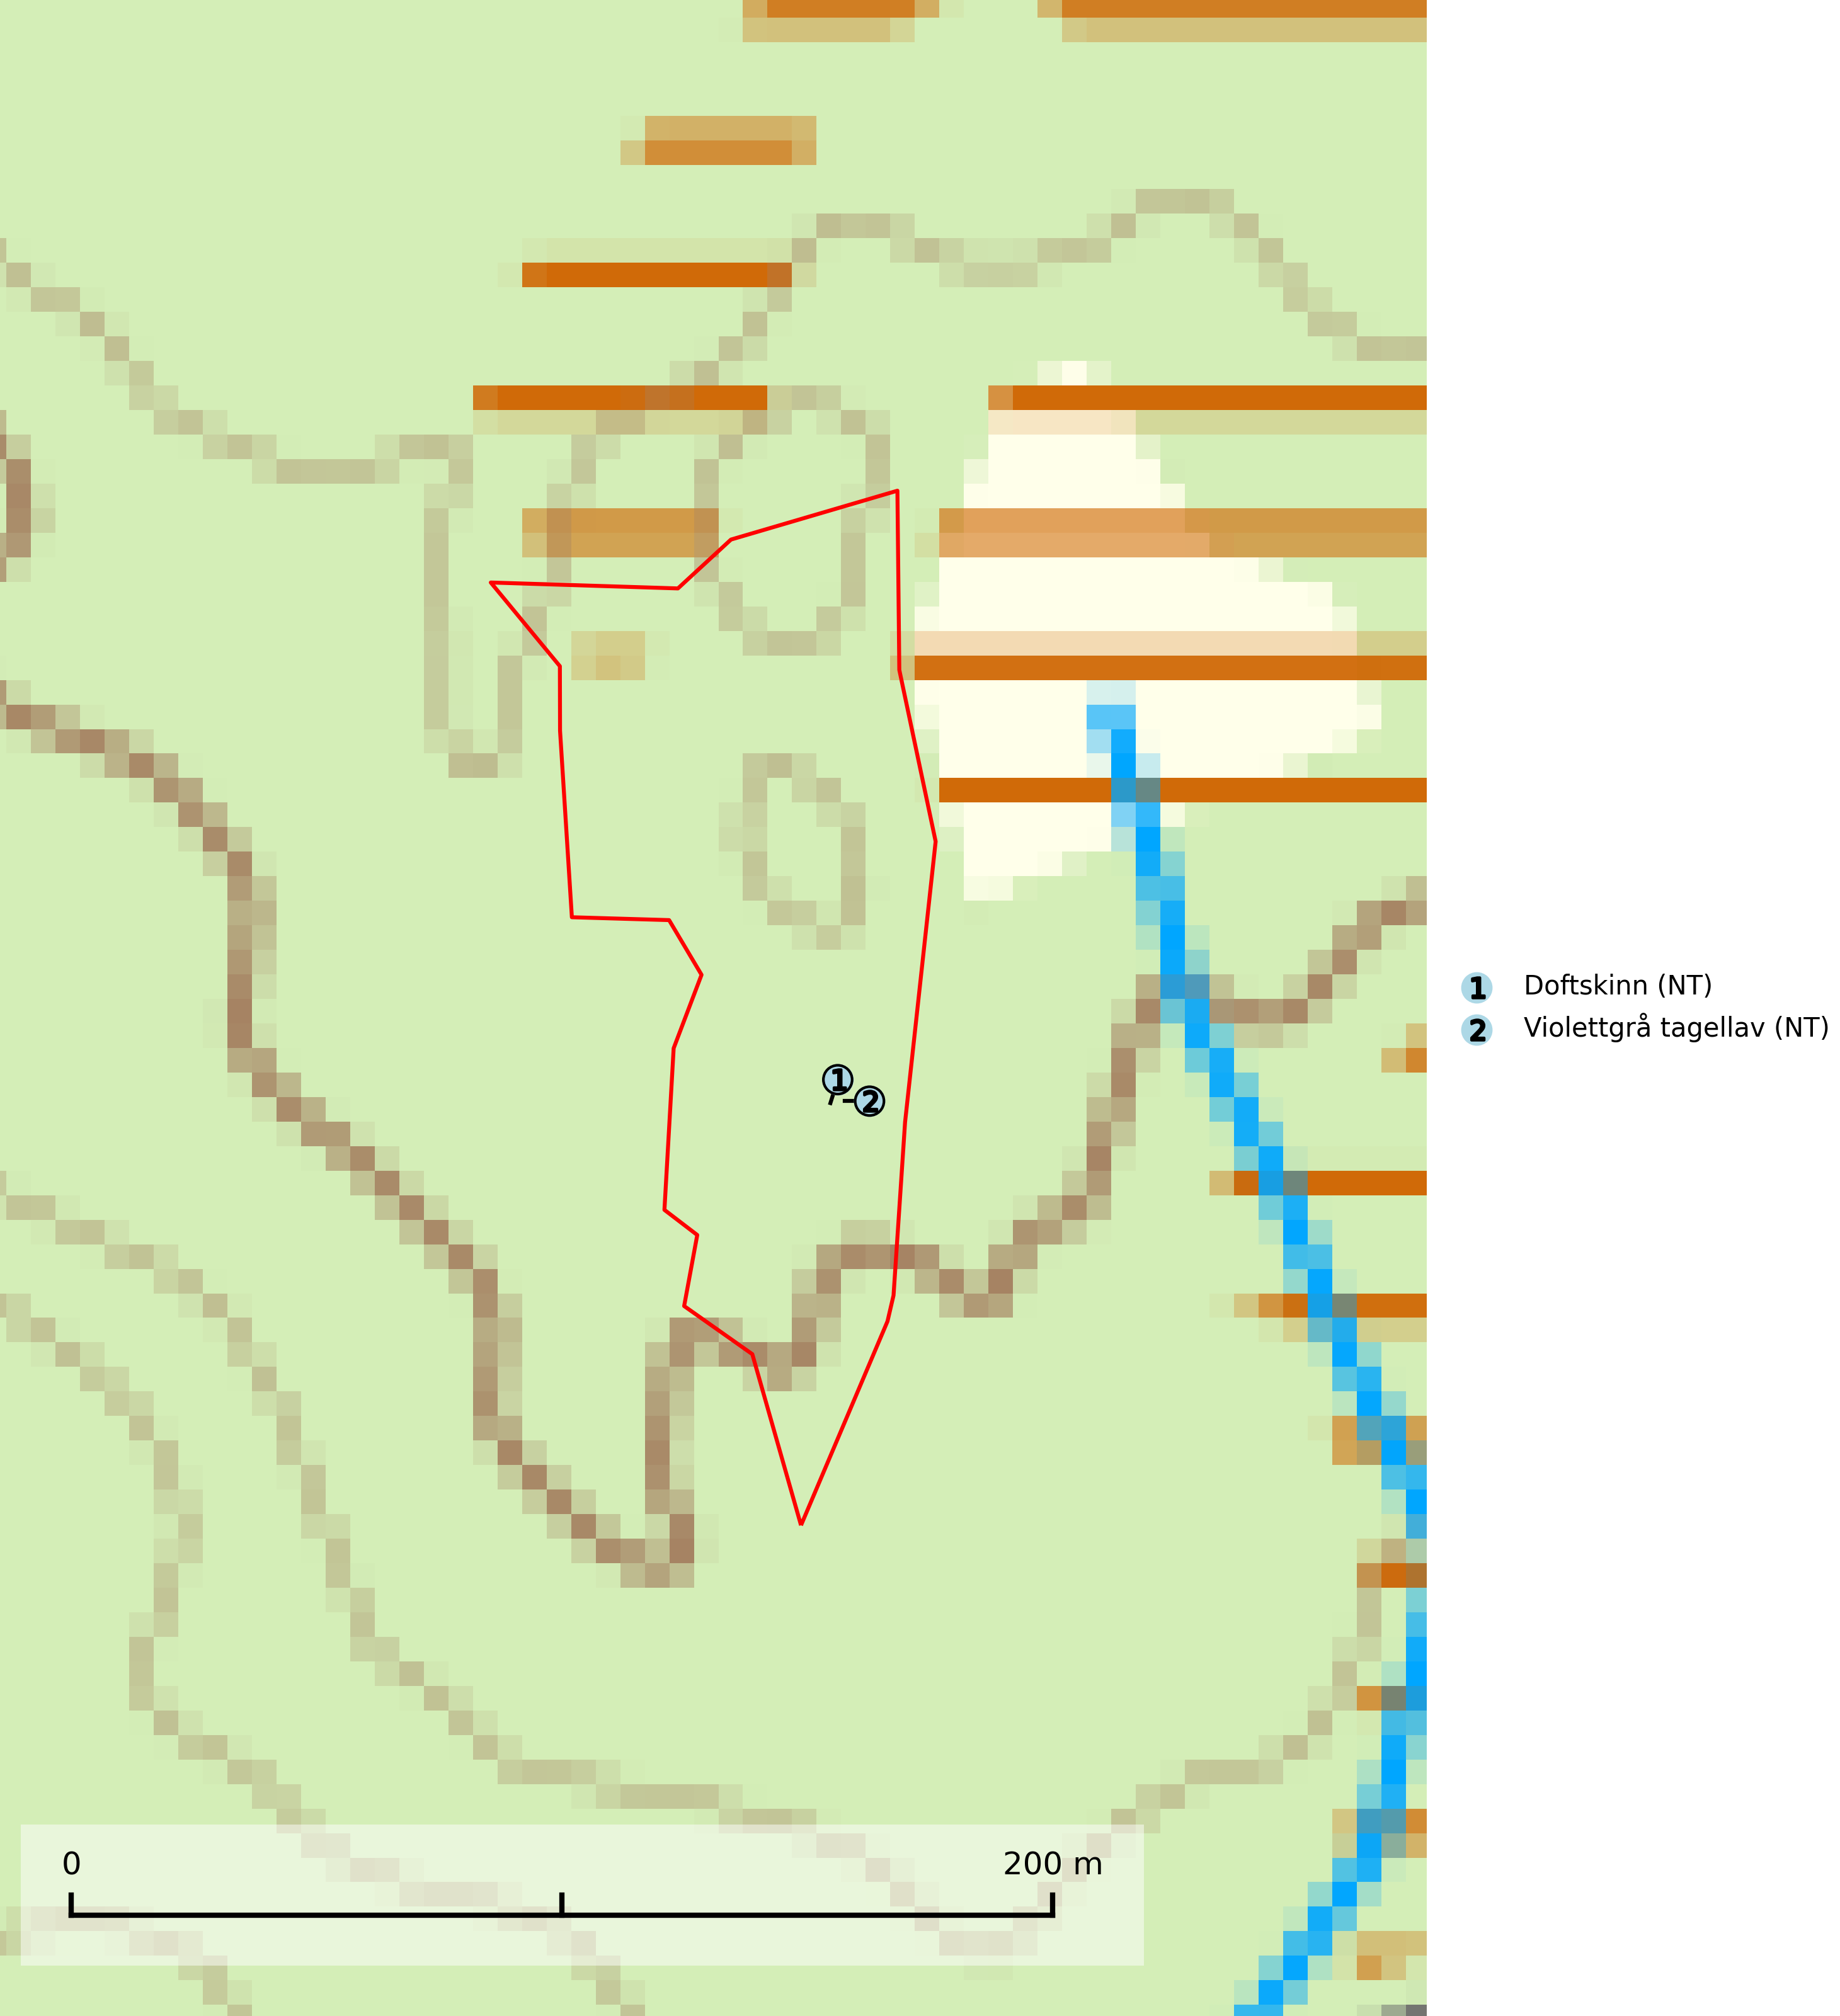 1
2
1 Doftskinn (NT)
2 Violettgrå tagellav (NT)
0 200 m